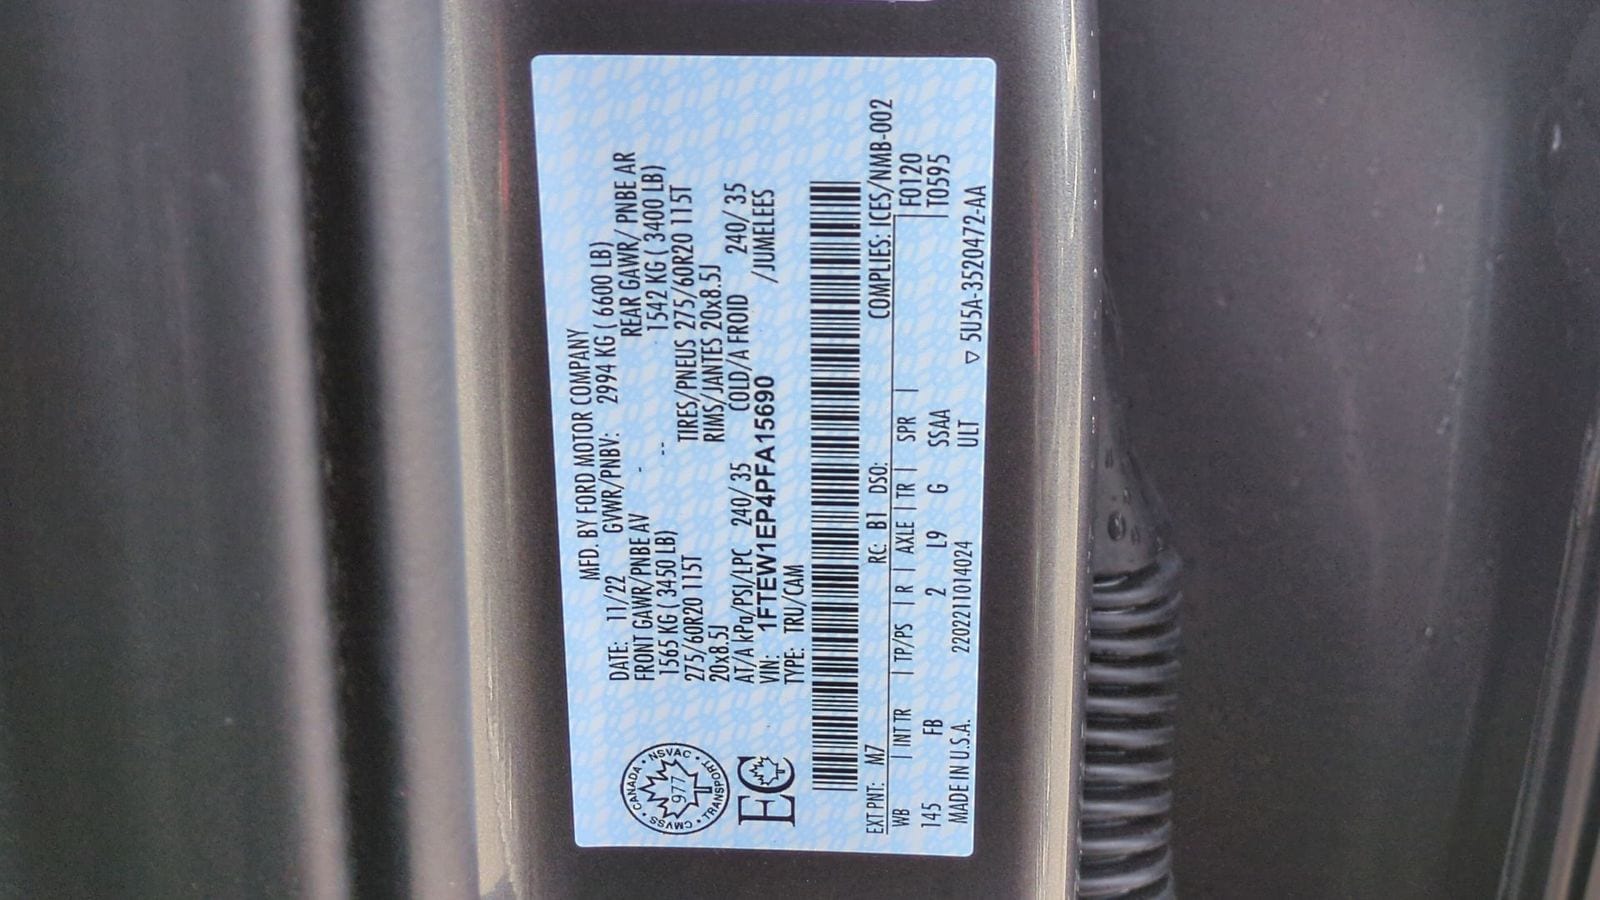 MFD. BY FORD MOTOR COMPANY
DATE: 11/22 GVWR/PNBV: 2994 KG ( 6600 LB)
FRONT GAWR/PNBE AV - REAR GAWR/ PNBE AR
1565 KG ( 3450 LB) -- 1542 KG ( 3400 LB)
275/60R20 115T TIRES/PNEUS 275/60R20 115T
20x8.5J RIMS/JANTES 20x8.5J
AT/A kPa/PSI/LPC 240/ 35 COLD/A FROID 240/ 35
VIN: 1FTEW1EP4PFA15690 /JUMELEES
TYPE: TRU/CAM
CANADA • NSVAC • TRANSPORT • CMVSS •
977
EC
EXT PNT: M7 RC: B1 DSO: COMPLIES: ICES/NMB-002
WB | INT TR | TP/PS | R | AXLE | TR | SPR | F0120
145 FB 2 L9 G SSAA | T0595
MADE IN U.S.A. 2202211014024 ULT ▽ 5U5A-3520472-AA